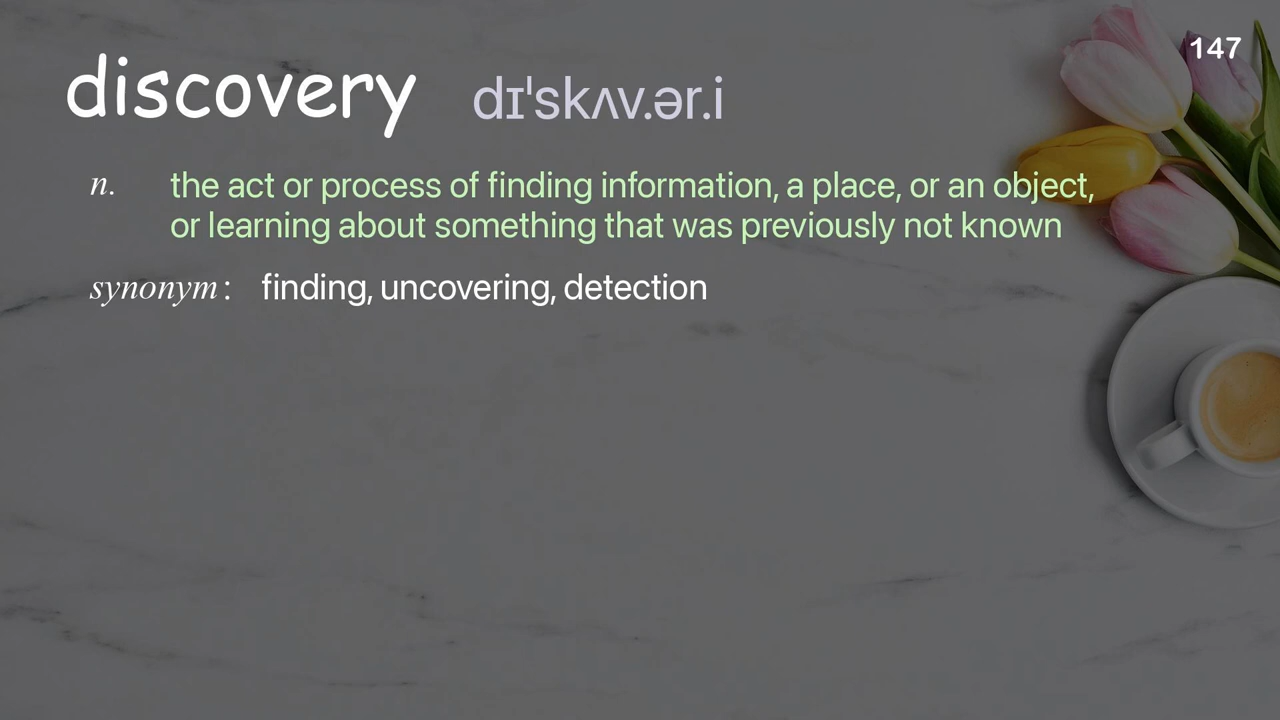 147
discovery dɪˈskʌv.ər.i
n. the act or process of finding information, a place, or an object,
or learning about something that was previously not known
synonym: finding, uncovering, detection